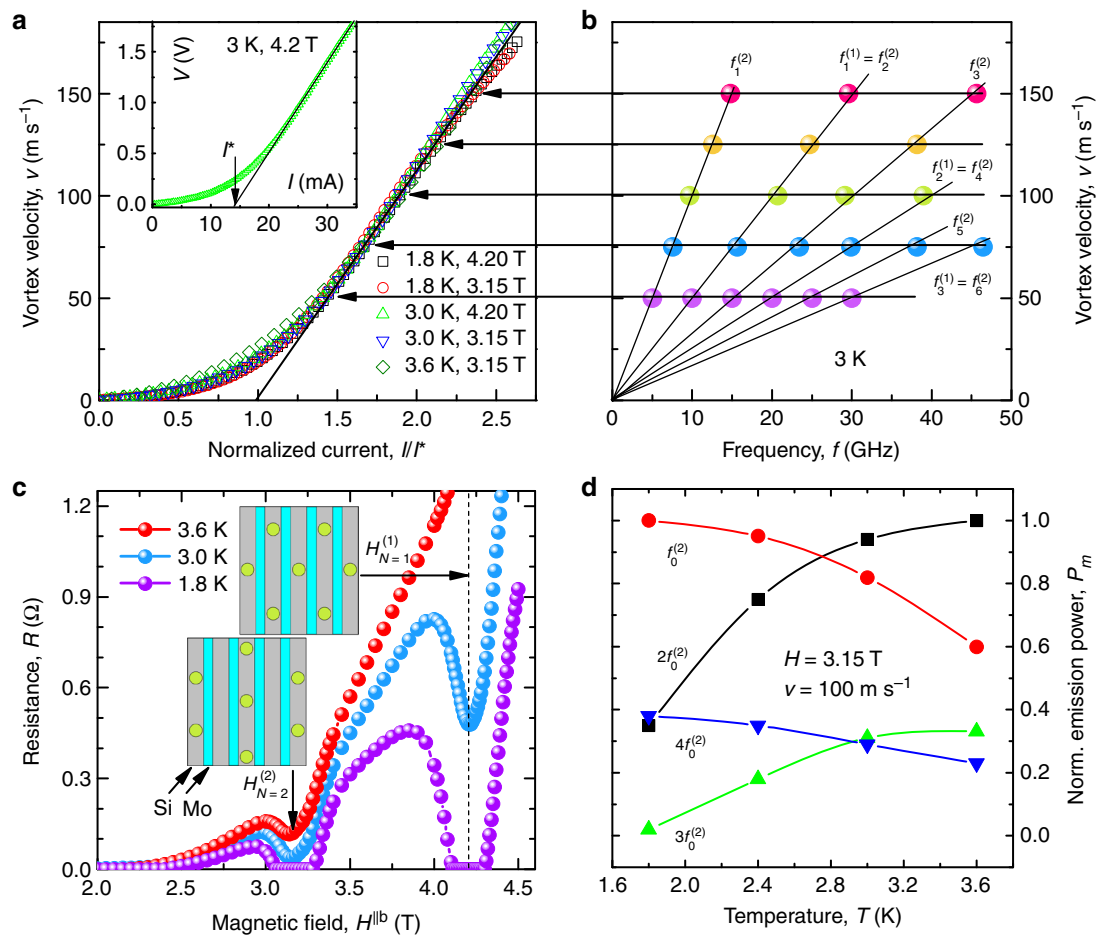 a
Vortex velocity, v (m s⁻¹)
150
125
100
75
50
25
0
0.0 0.5 1.0 1.5 2.0 2.5
Normalized current, I/I*
3 K, 4.2 T
V (V)
1.5
1.0
0.5
0.0
I*
I (mA)
0 10 20 30
1.8 K, 4.20 T
1.8 K, 3.15 T
3.0 K, 4.20 T
3.0 K, 3.15 T
3.6 K, 3.15 T
b
f₁⁽²⁾
f₁⁽¹⁾ = f₂⁽²⁾
f₃⁽²⁾
f₂⁽¹⁾ = f₄⁽²⁾
f₅⁽²⁾
f₃⁽¹⁾ = f₆⁽²⁾
3 K
150
100
50
0
Vortex velocity, v (m s⁻¹)
0 10 20 30 40 50
Frequency, f (GHz)
c
Resistance, R (Ω)
1.2
0.9
0.6
0.3
0.0
3.6 K
3.0 K
1.8 K
H_{N=1}⁽¹⁾
H_{N=2}⁽²⁾
Si Mo
2.0 2.5 3.0 3.5 4.0 4.5
Magnetic field, H^{||b} (T)
d
f₀⁽²⁾
2f₀⁽²⁾
4f₀⁽²⁾
3f₀⁽²⁾
H = 3.15 T
v = 100 m s⁻¹
1.0
0.8
0.6
0.4
0.2
0.0
Norm. emission power, Pₘ
1.6 2.0 2.4 2.8 3.2 3.6
Temperature, T (K)